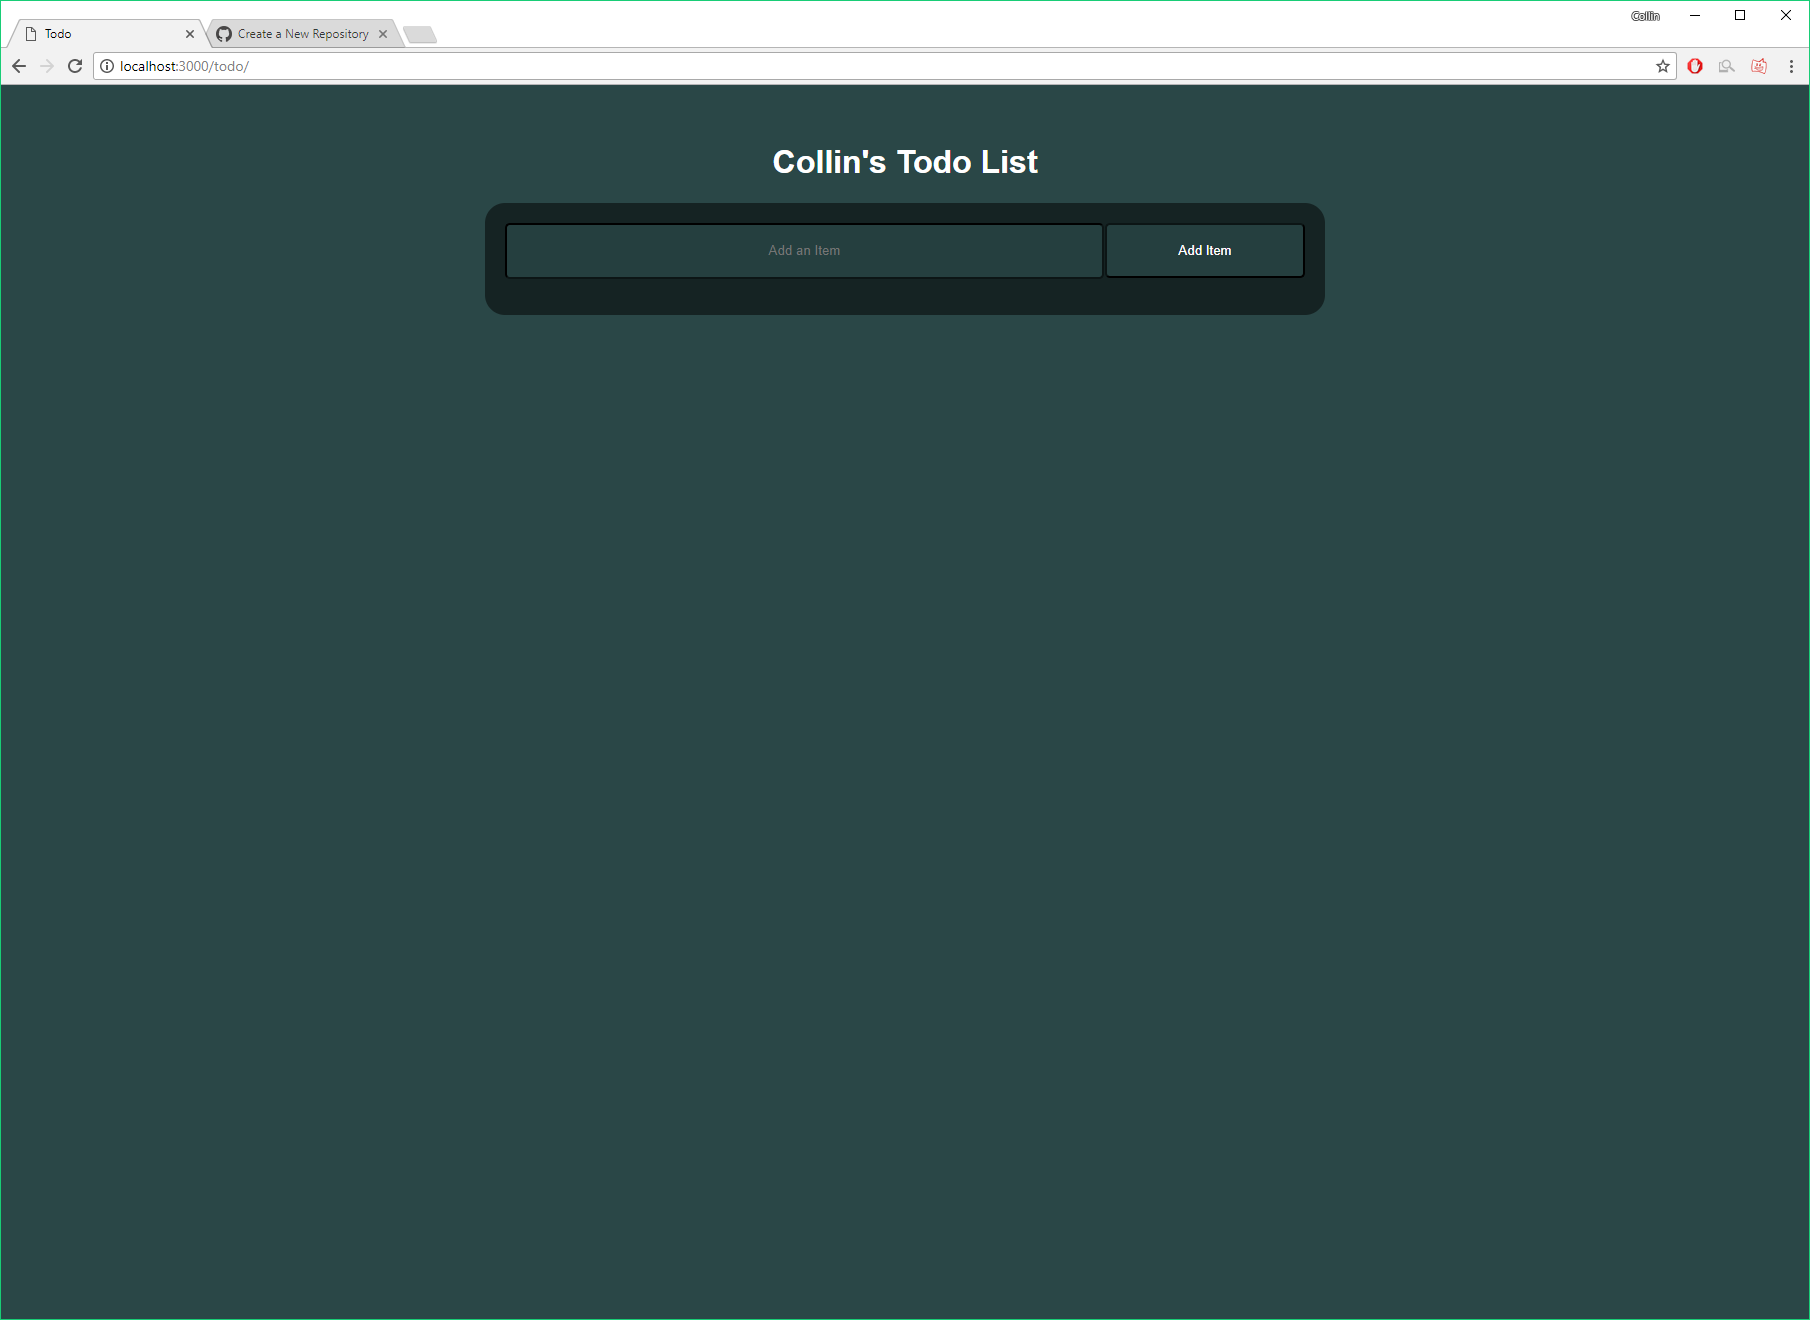 Collin
Todo
Create a New Repository
localhost:3000/todo/
Collin's Todo List
Add an Item
Add Item